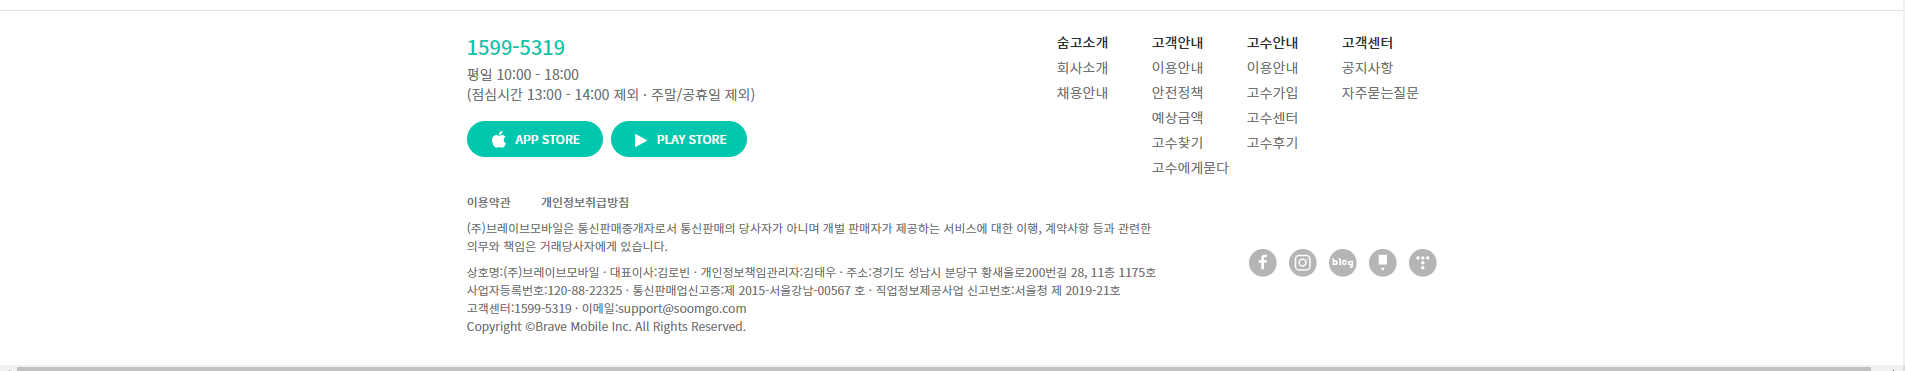 1599-5319
평일 10:00 - 18:00
(점심시간 13:00 - 14:00 제외 · 주말/공휴일 제외)
APP STORE
PLAY STORE
숨고소개
회사소개
채용안내
고객안내
이용안내
안전정책
예상금액
고수찾기
고수에게묻다
고수안내
이용안내
고수가입
고수센터
고수후기
고객센터
공지사항
자주묻는질문
이용약관 개인정보취급방침
(주)브레이브모바일은 통신판매중개자로서 통신판매의 당사자가 아니며 개별 판매자가 제공하는 서비스에 대한 이행, 계약사항 등과 관련한
의무와 책임은 거래당사자에게 있습니다.
상호명:(주)브레이브모바일 · 대표이사:김로빈 · 개인정보책임관리자:김태우 · 주소:경기도 성남시 분당구 황새울로200번길 28, 11층 1175호
사업자등록번호:120-88-22325 · 통신판매업신고증:제 2015-서울강남-00567 호 · 직업정보제공사업 신고번호:서울청 제 2019-21호
고객센터:1599-5319 · 이메일:support@soomgo.com
Copyright ©Brave Mobile Inc. All Rights Reserved.
blog